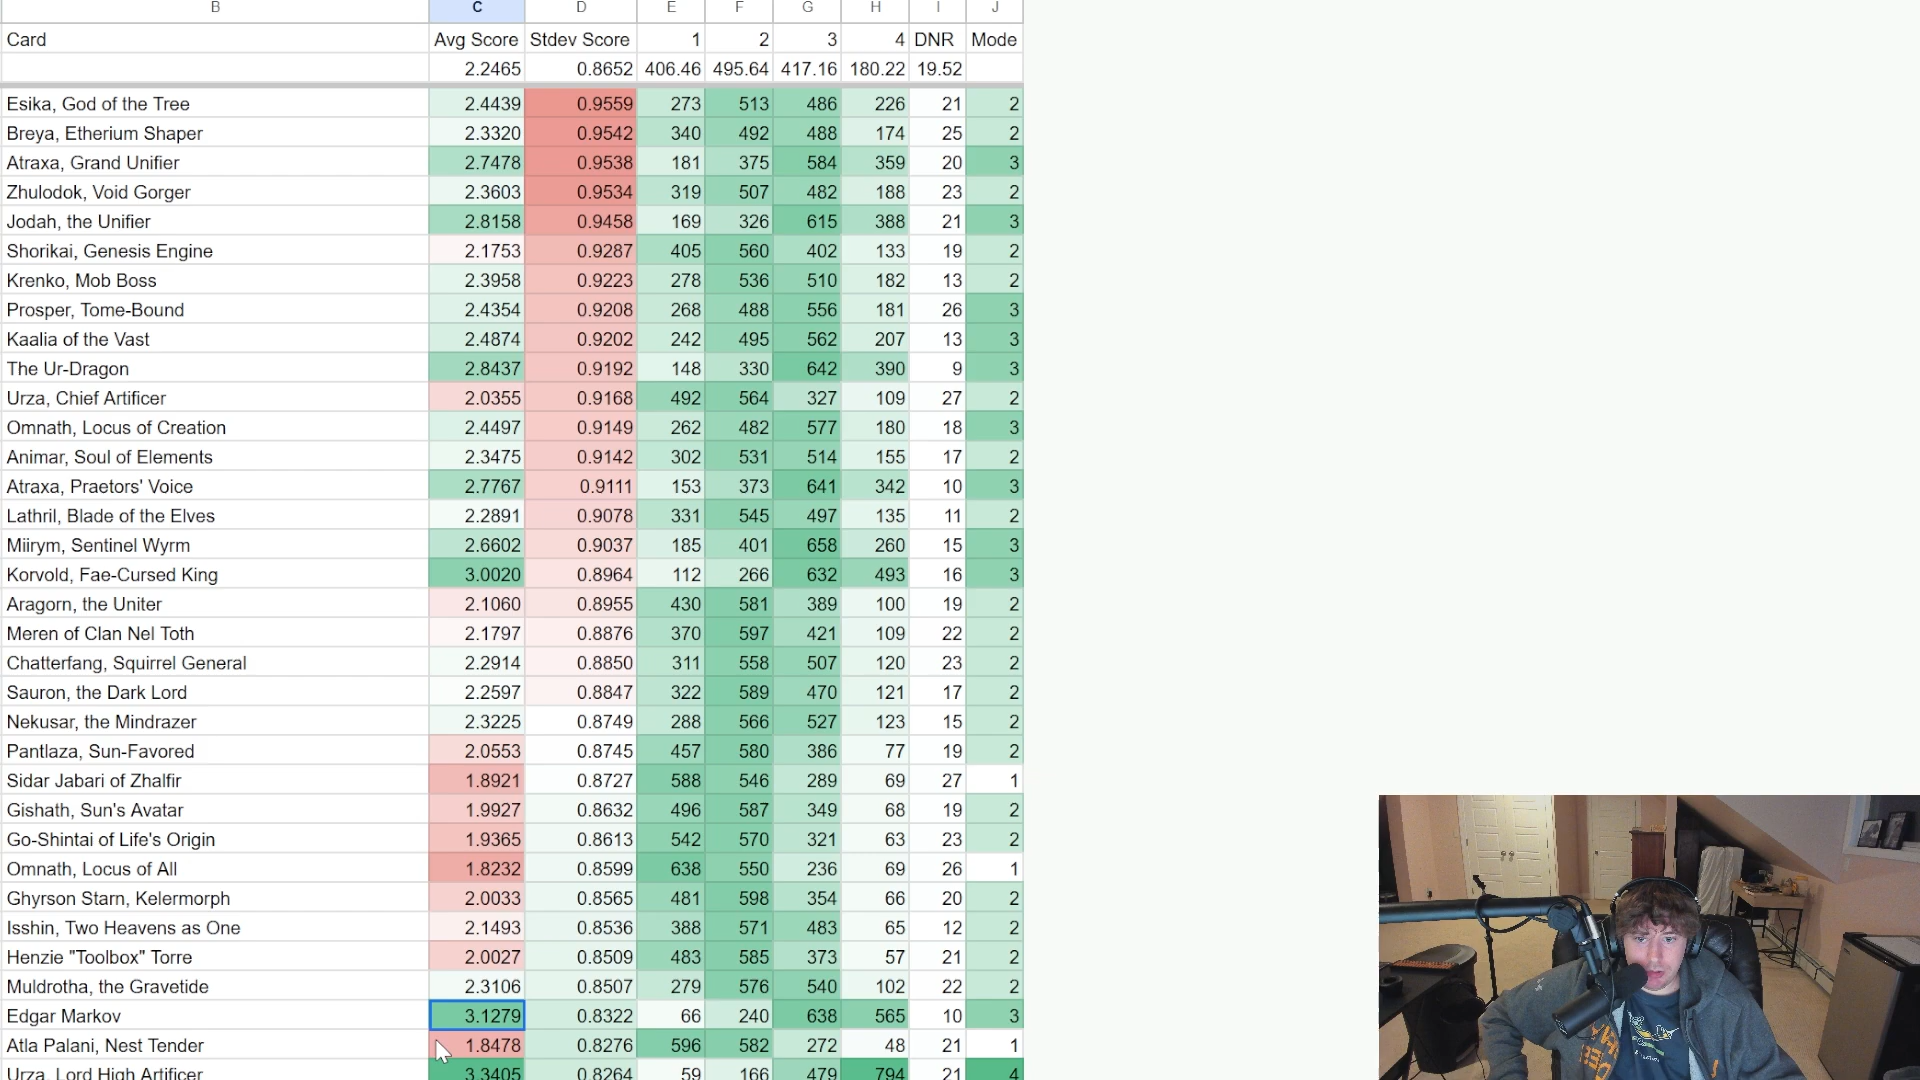 B C D E F G H I J
Card Avg Score Stdev Score 1 2 3 4 DNR Mode
2.2465 0.8652 406.46 495.64 417.16 180.22 19.52
Esika, God of the Tree 2.4439 0.9559 273 513 486 226 21 2
Breya, Etherium Shaper 2.3320 0.9542 340 492 488 174 25 2
Atraxa, Grand Unifier 2.7478 0.9538 181 375 584 359 20 3
Zhulodok, Void Gorger 2.3603 0.9534 319 507 482 188 23 2
Jodah, the Unifier 2.8158 0.9458 169 326 615 388 21 3
Shorikai, Genesis Engine 2.1753 0.9287 405 560 402 133 19 2
Krenko, Mob Boss 2.3958 0.9223 278 536 510 182 13 2
Prosper, Tome-Bound 2.4354 0.9208 268 488 556 181 26 3
Kaalia of the Vast 2.4874 0.9202 242 495 562 207 13 3
The Ur-Dragon 2.8437 0.9192 148 330 642 390 9 3
Urza, Chief Artificer 2.0355 0.9168 492 564 327 109 27 2
Omnath, Locus of Creation 2.4497 0.9149 262 482 577 180 18 3
Animar, Soul of Elements 2.3475 0.9142 302 531 514 155 17 2
Atraxa, Praetors' Voice 2.7767 0.9111 153 373 641 342 10 3
Lathril, Blade of the Elves 2.2891 0.9078 331 545 497 135 11 2
Miirym, Sentinel Wyrm 2.6602 0.9037 185 401 658 260 15 3
Korvold, Fae-Cursed King 3.0020 0.8964 112 266 632 493 16 3
Aragorn, the Uniter 2.1060 0.8955 430 581 389 100 19 2
Meren of Clan Nel Toth 2.1797 0.8876 370 597 421 109 22 2
Chatterfang, Squirrel General 2.2914 0.8850 311 558 507 120 23 2
Sauron, the Dark Lord 2.2597 0.8847 322 589 470 121 17 2
Nekusar, the Mindrazer 2.3225 0.8749 288 566 527 123 15 2
Pantlaza, Sun-Favored 2.0553 0.8745 457 580 386 77 19 2
Sidar Jabari of Zhalfir 1.8921 0.8727 588 546 289 69 27 1
Gishath, Sun's Avatar 1.9927 0.8632 496 587 349 68 19 2
Go-Shintai of Life's Origin 1.9365 0.8613 542 570 321 63 23 2
Omnath, Locus of All 1.8232 0.8599 638 550 236 69 26 1
Ghyrson Starn, Kelermorph 2.0033 0.8565 481 598 354 66 20 2
Isshin, Two Heavens as One 2.1493 0.8536 388 571 483 65 12 2
Henzie "Toolbox" Torre 2.0027 0.8509 483 585 373 57 21 2
Muldrotha, the Gravetide 2.3106 0.8507 279 576 540 102 22 2
Edgar Markov 3.1279 0.8322 66 240 638 565 10 3
Atla Palani, Nest Tender 1.8478 0.8276 596 582 272 48 21 1
Urza, Lord High Artificer 3.3405 0.8264 59 166 479 794 21 4